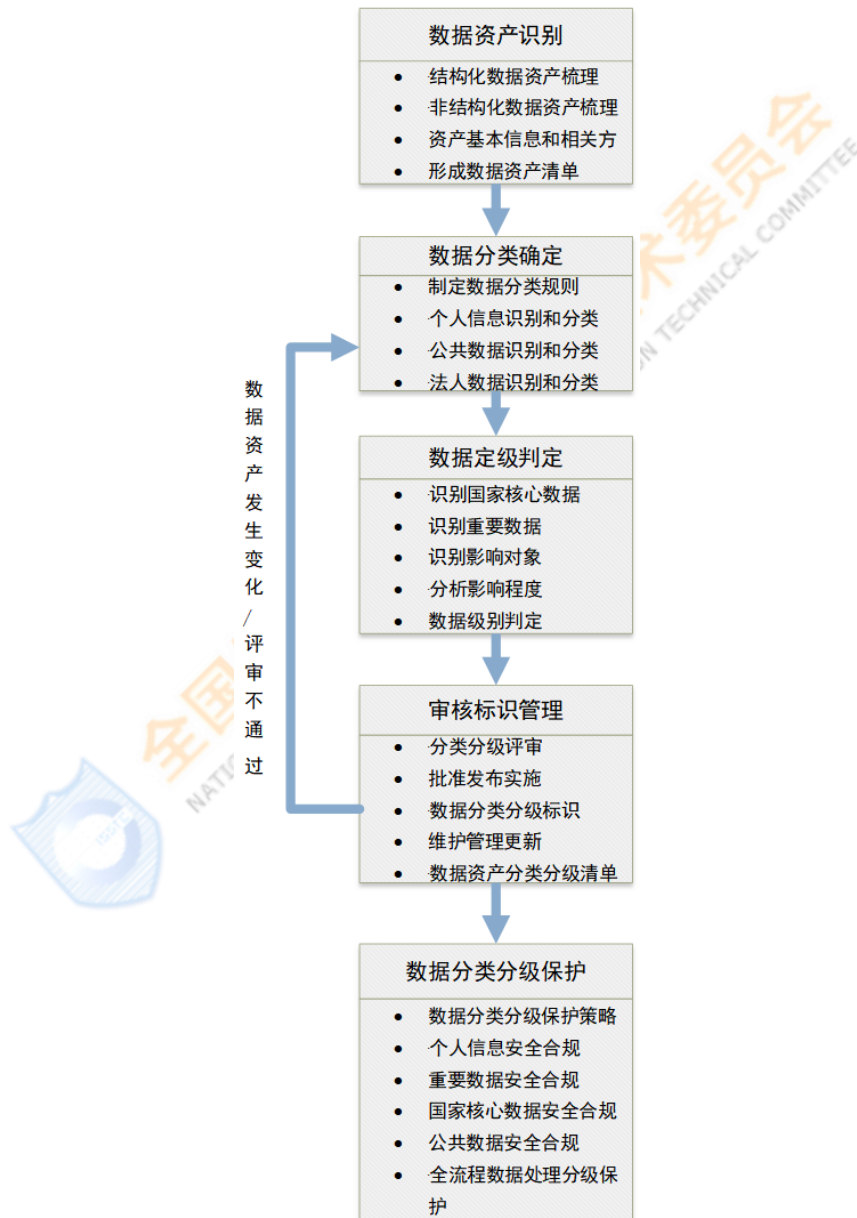 数据资产识别
结构化数据资产梳理
非结构化数据资产梳理
资产基本信息和相关方
形成数据资产清单
数据分类确定
制定数据分类规则
个人信息识别和分类
公共数据识别和分类
法人数据识别和分类
数据定级判定
识别国家核心数据
识别重要数据
识别影响对象
分析影响程度
数据级别判定
审核标识管理
分类分级评审
批准发布实施
数据分类分级标识
维护管理更新
数据资产分类分级清单
数据分类分级保护
数据分类分级保护策略
个人信息安全合规
重要数据安全合规
国家核心数据安全合规
公共数据安全合规
全流程数据处理分级保
护
数据资产发生变化/评审不通过
全国
术委员会
TECHNICAL COMMITTEE